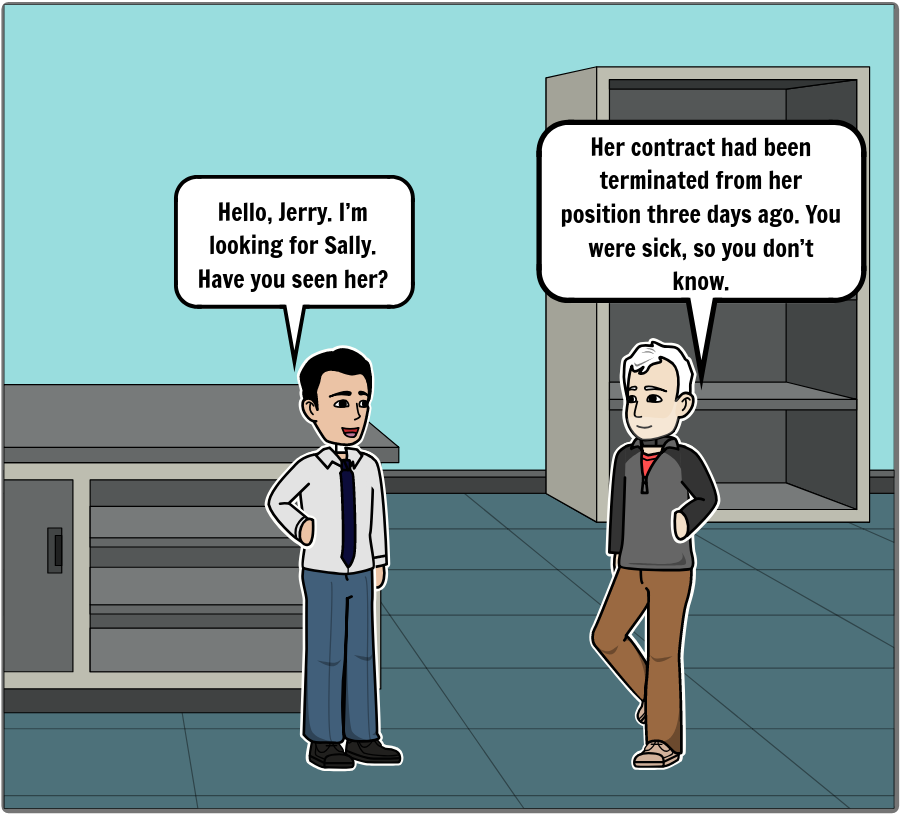 Hello, Jerry. I'm
looking for Sally.
Have you seen her?
Her contract had been
terminated from her
position three days ago. You
were sick, so you don't
know.